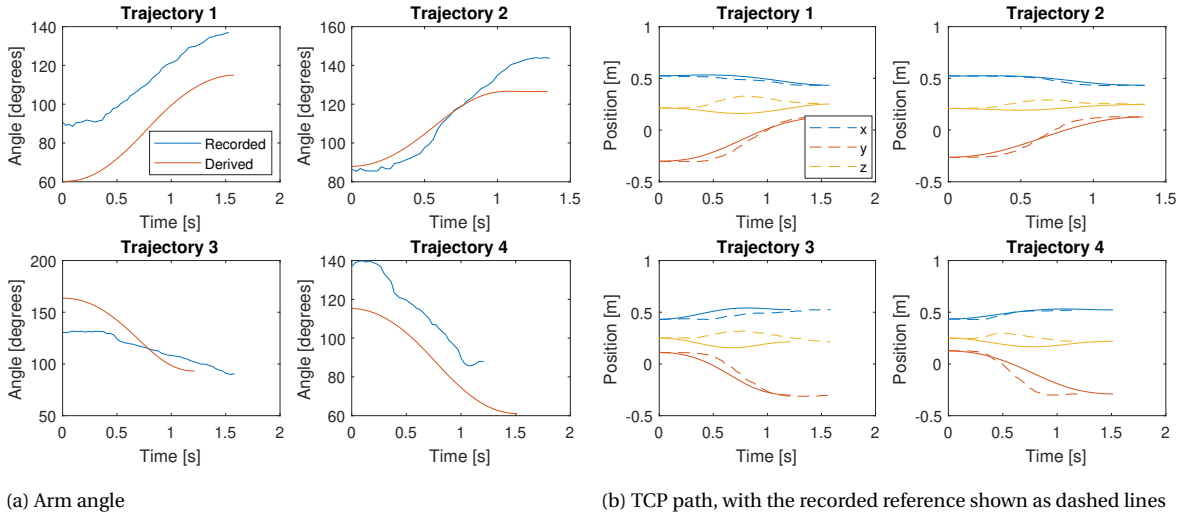 Trajectory 1
Angle [degrees]
140
120
100
80
60
0
0.5
1
1.5
2
Time [s]
Recorded
Derived
Trajectory 2
Angle [degrees]
160
140
120
100
80
0
0.5
1
1.5
Time [s]
Trajectory 1
Position [m]
1
0.5
0
-0.5
0
0.5
1
1.5
2
Time [s]
x
y
z
Trajectory 2
Position [m]
1
0.5
0
-0.5
0
0.5
1
1.5
Time [s]
Trajectory 3
Angle [degrees]
200
150
100
50
0
0.5
1
1.5
2
Time [s]
Trajectory 4
Angle [degrees]
140
120
100
80
60
0
0.5
1
1.5
2
Time [s]
Trajectory 3
Position [m]
1
0.5
0
-0.5
0
0.5
1
1.5
2
Time [s]
Trajectory 4
Position [m]
1
0.5
0
-0.5
0
0.5
1
1.5
2
Time [s]
(a) Arm angle
(b) TCP path, with the recorded reference shown as dashed lines